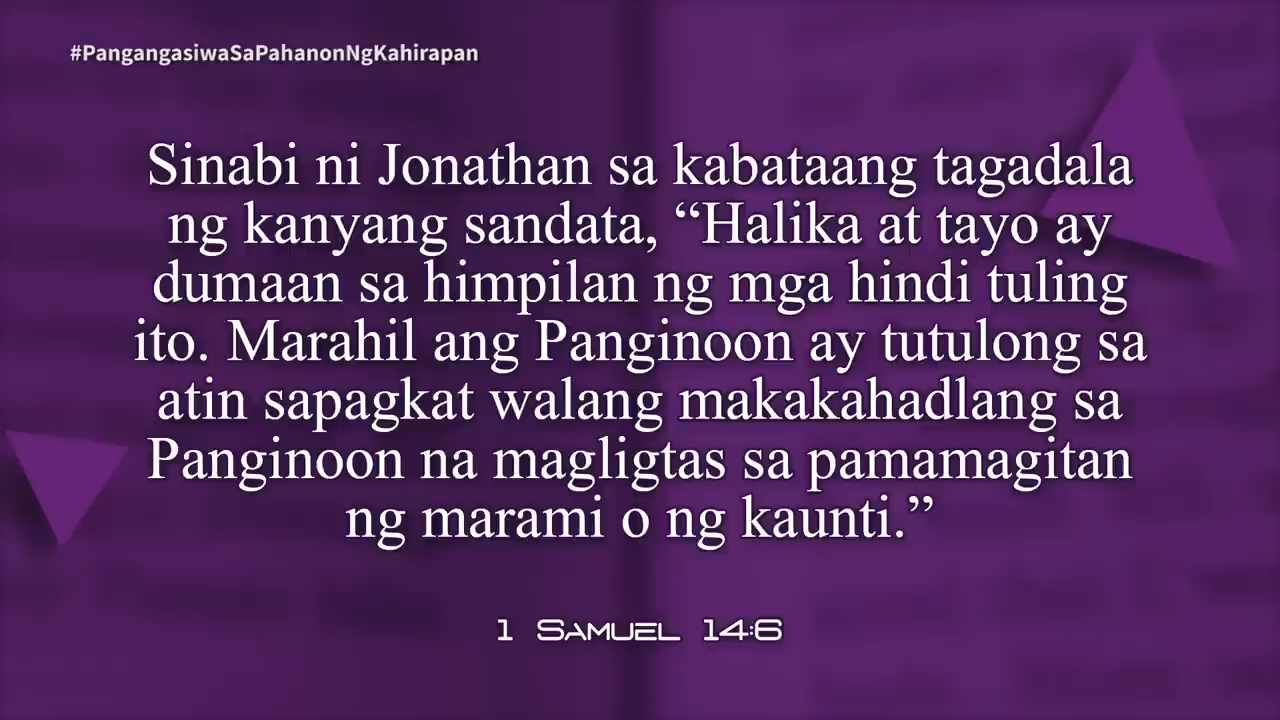 #PangangasiwaSaPahanonNgKahirapan
Sinabi ni Jonathan sa kabataang tagadala
ng kanyang sandata, “Halika at tayo ay
dumaan sa himpilan ng mga hindi tuling
ito. Marahil ang Panginoon ay tutulong sa
atin sapagkat walang makakahadlang sa
Panginoon na magligtas sa pamamagitan
ng marami o ng kaunti.”
1 Samuel 14:6